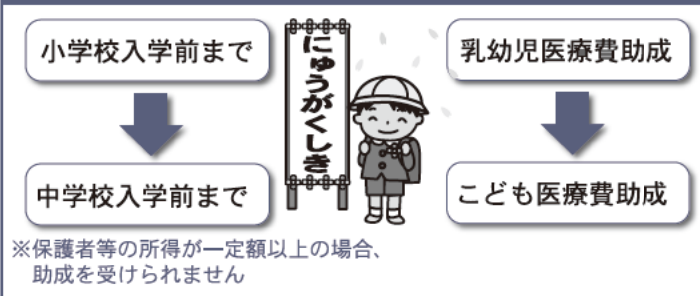 小学校入学前まで
中学校入学前まで
にゅうがくしき
乳幼児医療費助成
こども医療費助成
※保護者等の所得が一定額以上の場合、
助成を受けられません